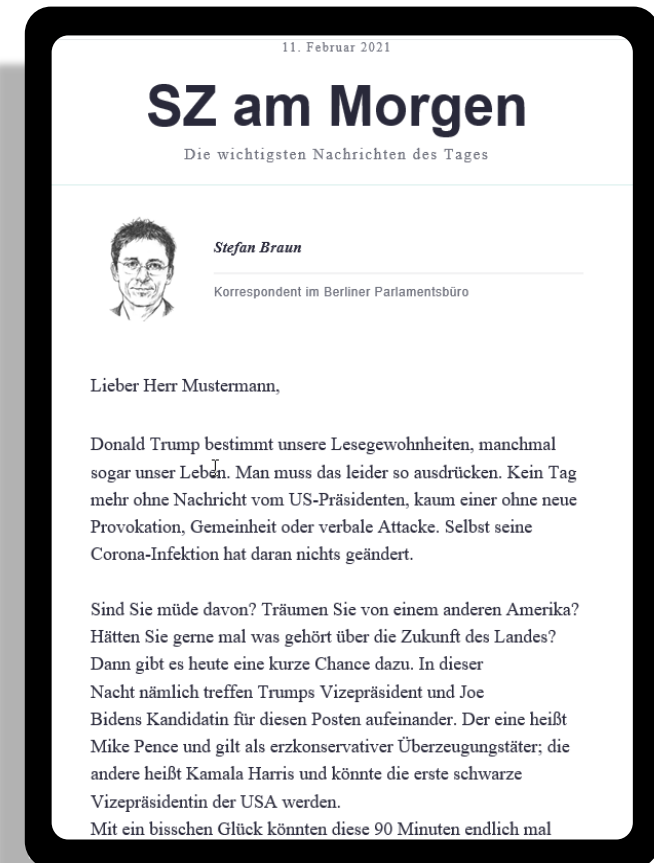 11. Februar 2021
SZ am Morgen
Die wichtigsten Nachrichten des Tages
Stefan Braun
Korrespondent im Berliner Parlamentsbüro
Lieber Herr Mustermann,
Donald Trump bestimmt unsere Lesegewohnheiten, manchmal
sogar unser Leben. Man muss das leider so ausdrücken. Kein Tag
mehr ohne Nachricht vom US-Präsidenten, kaum einer ohne neue
Provokation, Gemeinheit oder verbale Attacke. Selbst seine
Corona-Infektion hat daran nichts geändert.
Sind Sie müde davon? Träumen Sie von einem anderen Amerika?
Hätten Sie gerne mal was gehört über die Zukunft des Landes?
Dann gibt es heute eine kurze Chance dazu. In dieser
Nacht nämlich treffen Trumps Vizepräsident und Joe
Bidens Kandidatin für diesen Posten aufeinander. Der eine heißt
Mike Pence und gilt als erzkonservativer Überzeugungstäter; die
andere heißt Kamala Harris und könnte die erste schwarze
Vizepräsidentin der USA werden.
Mit ein bisschen Glück könnten diese 90 Minuten endlich mal